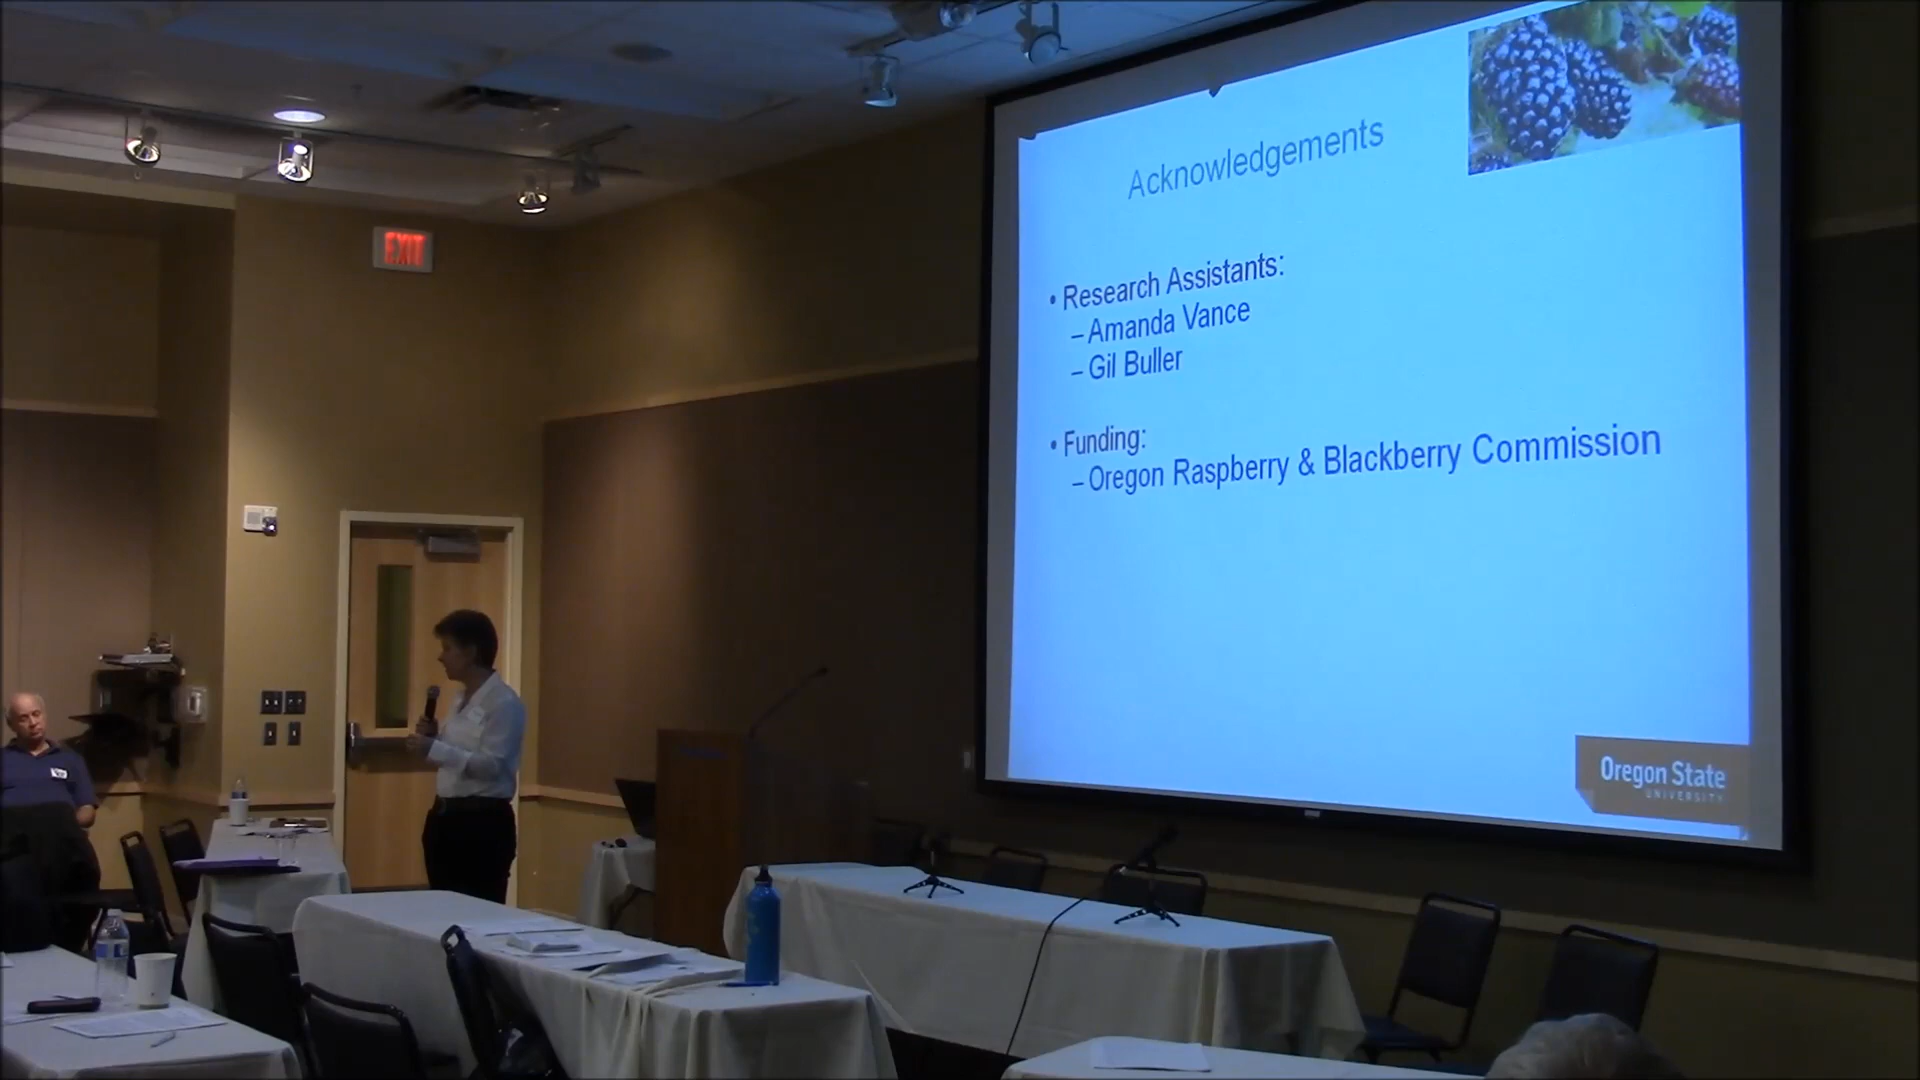 Acknowledgements
• Research Assistants:
– Amanda Vance
– Gil Buller
• Funding:
– Oregon Raspberry & Blackberry Commission
Oregon State
UNIVERSITY
EXIT